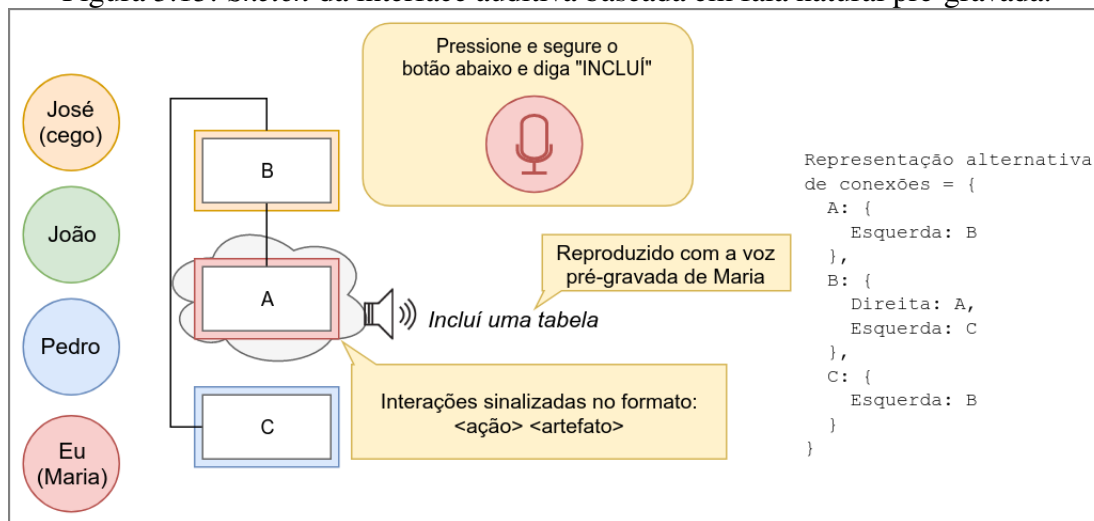 Figura 5.15: Sketch da interface auditiva baseada em fala natural pré-gravada.
José
(cego)
João
Pedro
Eu
(Maria)
B
A
C
Pressione e segure o
botão abaixo e diga "INCLUÍ"
Reproduzido com a voz
pré-gravada de Maria
Incluí uma tabela
Interações sinalizadas no formato:
<ação> <artefato>
Representação alternativa
de conexões = {
  A: {
    Esquerda: B
  },
  B: {
    Direita: A,
    Esquerda: C
  },
  C: {
    Esquerda: B
  }
}